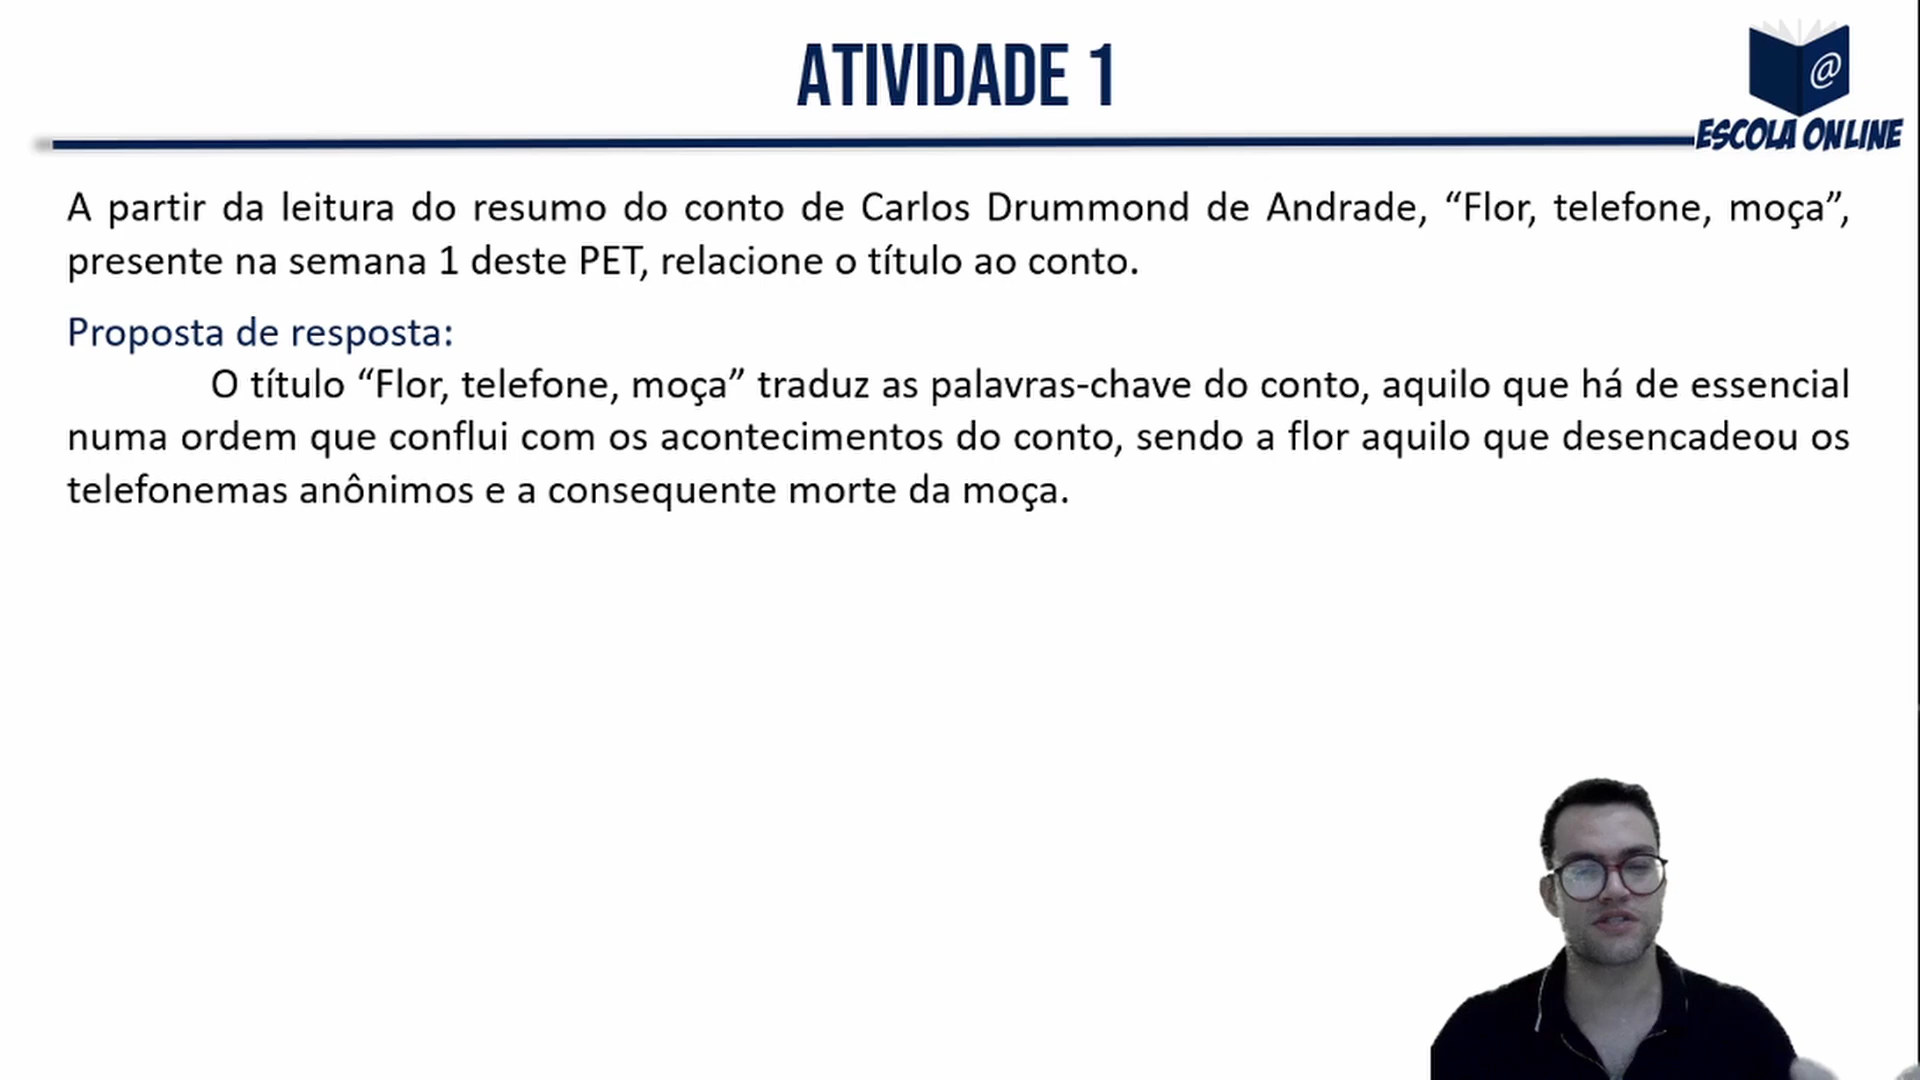 ATIVIDADE 1
@
ESCOLA ONLINE
A partir da leitura do resumo do conto de Carlos Drummond de Andrade, “Flor, telefone, moça”,
presente na semana 1 deste PET, relacione o título ao conto.
Proposta de resposta:
O título “Flor, telefone, moça” traduz as palavras-chave do conto, aquilo que há de essencial
numa ordem que conflui com os acontecimentos do conto, sendo a flor aquilo que desencadeou os
telefonemas anônimos e a consequente morte da moça.